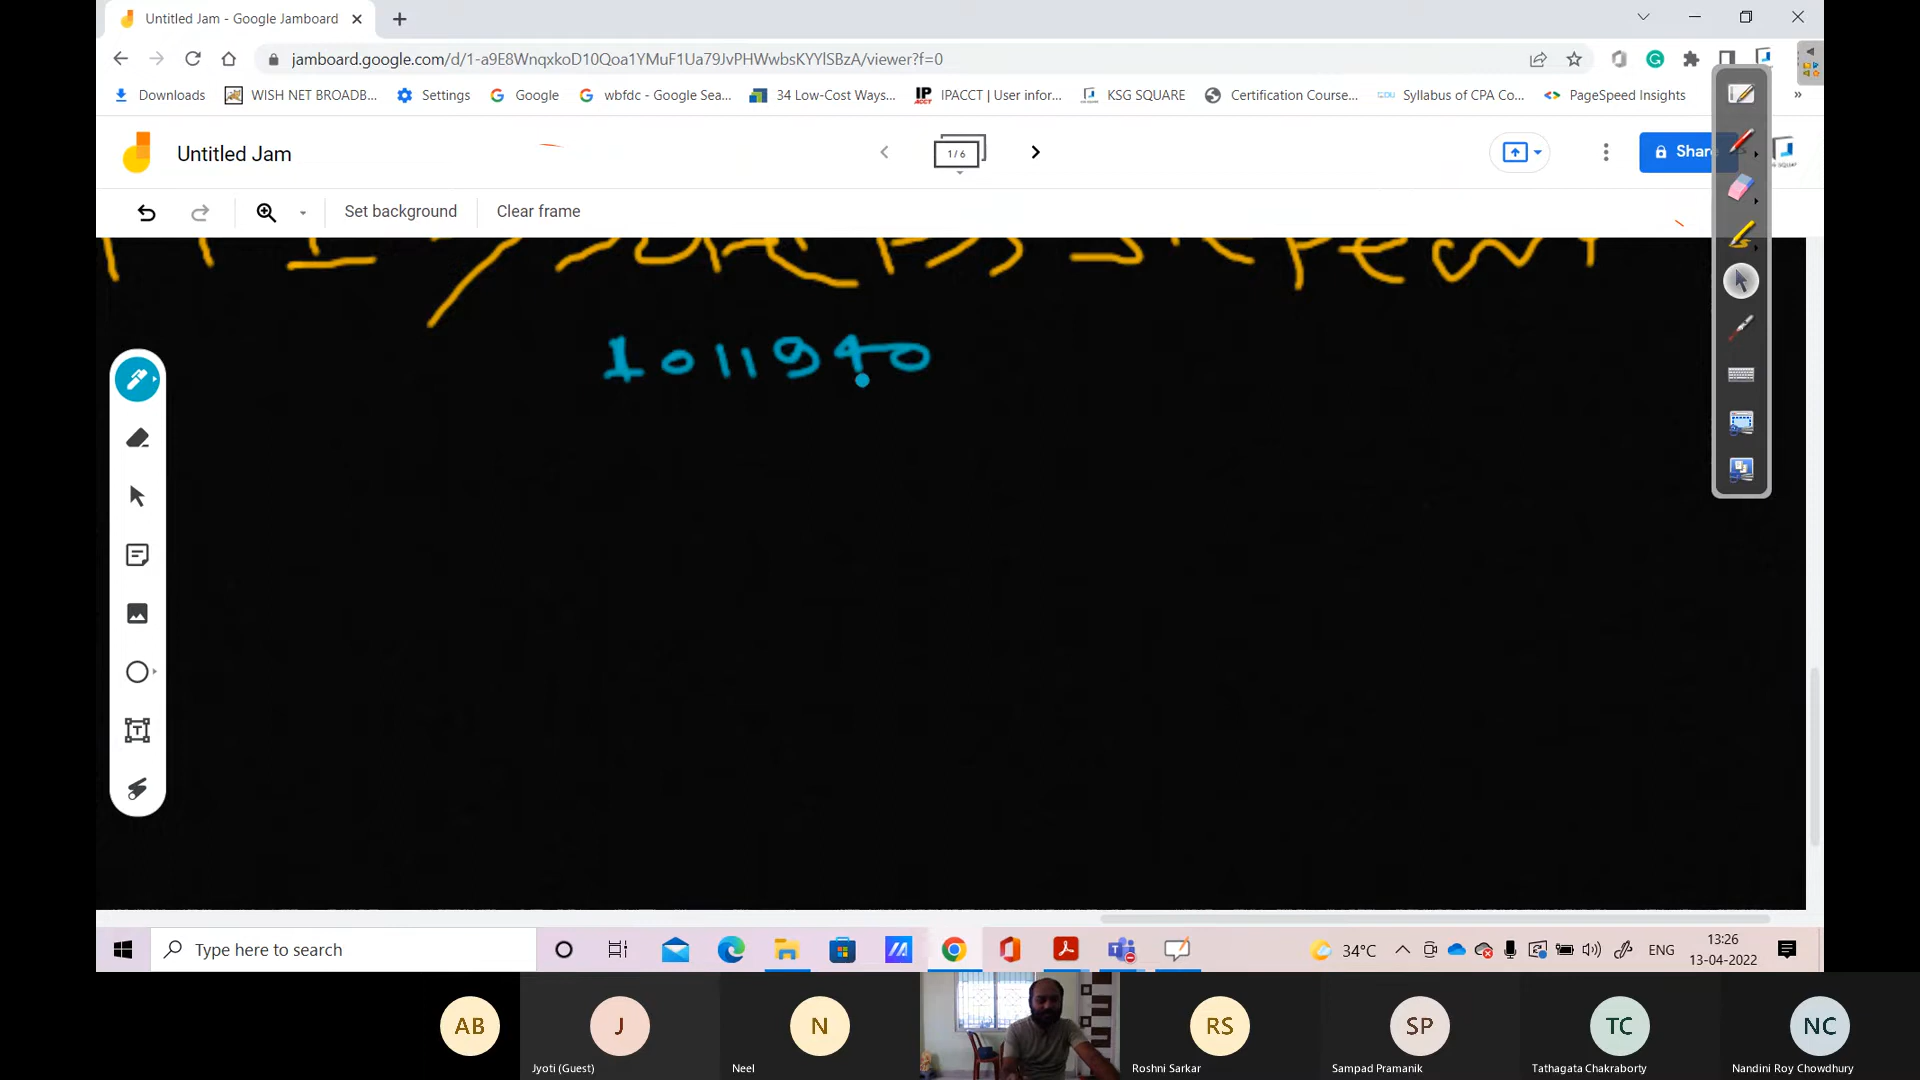 Untitled Jam - Google Jamboard
jamboard.google.com/d/1-a9E8WnqxkoD10Qoa1YMuF1Ua79JvPHWwbsKYYlSBzA/viewer?f=0
Downloads WISH NET BROADB... Settings Google wbfdc - Google Sea... 34 Low-Cost Ways... IPACCT | User infor... KSG SQUARE Certification Course... Syllabus of CPA Co... PageSpeed Insights »
Untitled Jam 1/6 Share
Set background Clear frame
1011940
Type here to search 34°C ENG 13:26
13-04-2022
AB J N RS SP TC NC
Jyoti (Guest) Neel Roshni Sarkar Sampad Pramanik Tathagata Chakraborty Nandini Roy Chowdhury